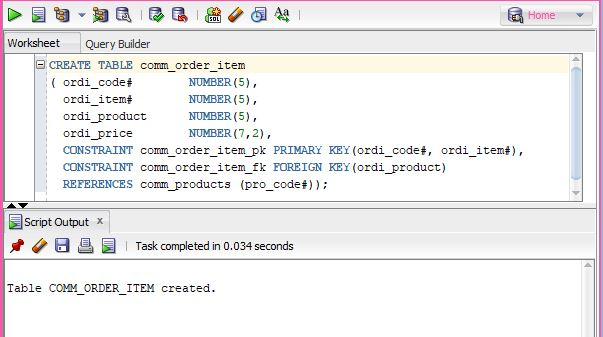 Home
Worksheet Query Builder
CREATE TABLE comm_order_item
( ordi_code# NUMBER(5),
ordi_item# NUMBER(5),
ordi_product NUMBER(5),
ordi_price NUMBER(7,2),
CONSTRAINT comm_order_item_pk PRIMARY KEY(ordi_code#, ordi_item#),
CONSTRAINT comm_order_item_fk FOREIGN KEY(ordi_product)
REFERENCES comm_products (pro_code#));
Script Output x
Task completed in 0.034 seconds
Table COMM_ORDER_ITEM created.